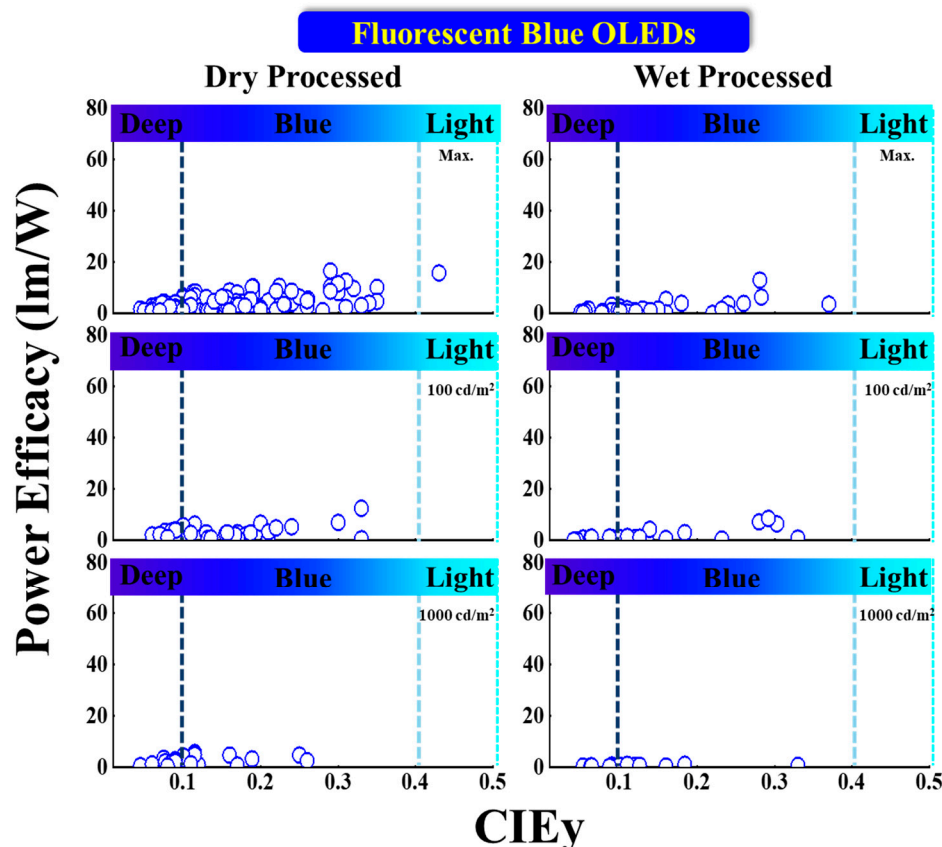 Fluorescent Blue OLEDs
Dry Processed
Wet Processed
Power Efficacy (lm/W)
80
Deep Blue Light
Max.
60
40
20
0
80
Deep Blue Light
Max.
60
40
20
0
80
Deep Blue Light
100 cd/m²
60
40
20
0
80
Deep Blue Light
100 cd/m²
60
40
20
0
80
Deep Blue Light
1000 cd/m²
60
40
20
0
0.1 0.2 0.3 0.4 0.5
80
Deep Blue Light
1000 cd/m²
60
40
20
0
0.1 0.2 0.3 0.4 0.5
CIEy